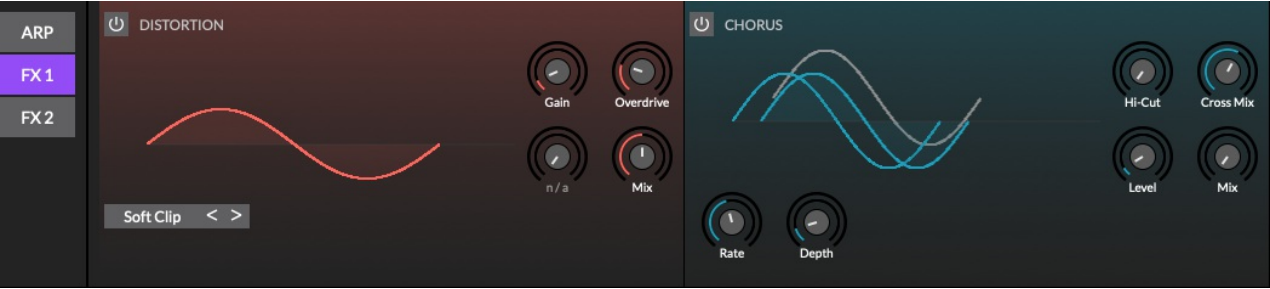 ARP
FX 1
FX 2
DISTORTION
Gain
Overdrive
n/a
Mix
Soft Clip < >
CHORUS
Hi-Cut
Cross Mix
Level
Mix
Rate
Depth